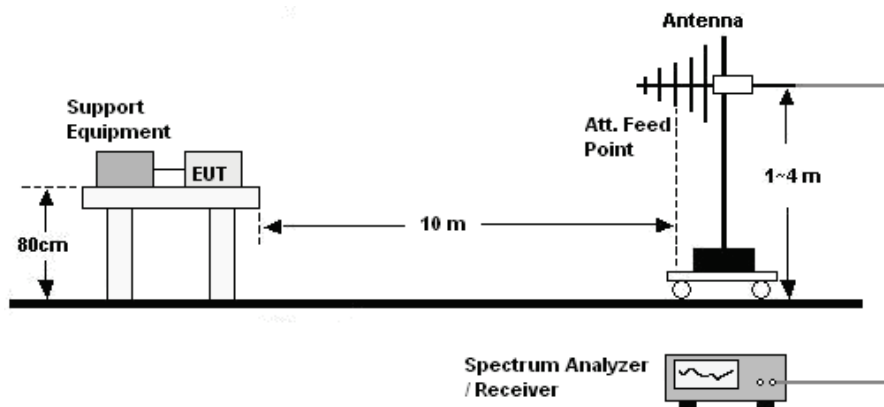 Antenna
Support
Equipment
EUT
Att. Feed
Point
1~4 m
10 m
80cm
Spectrum Analyzer
/ Receiver